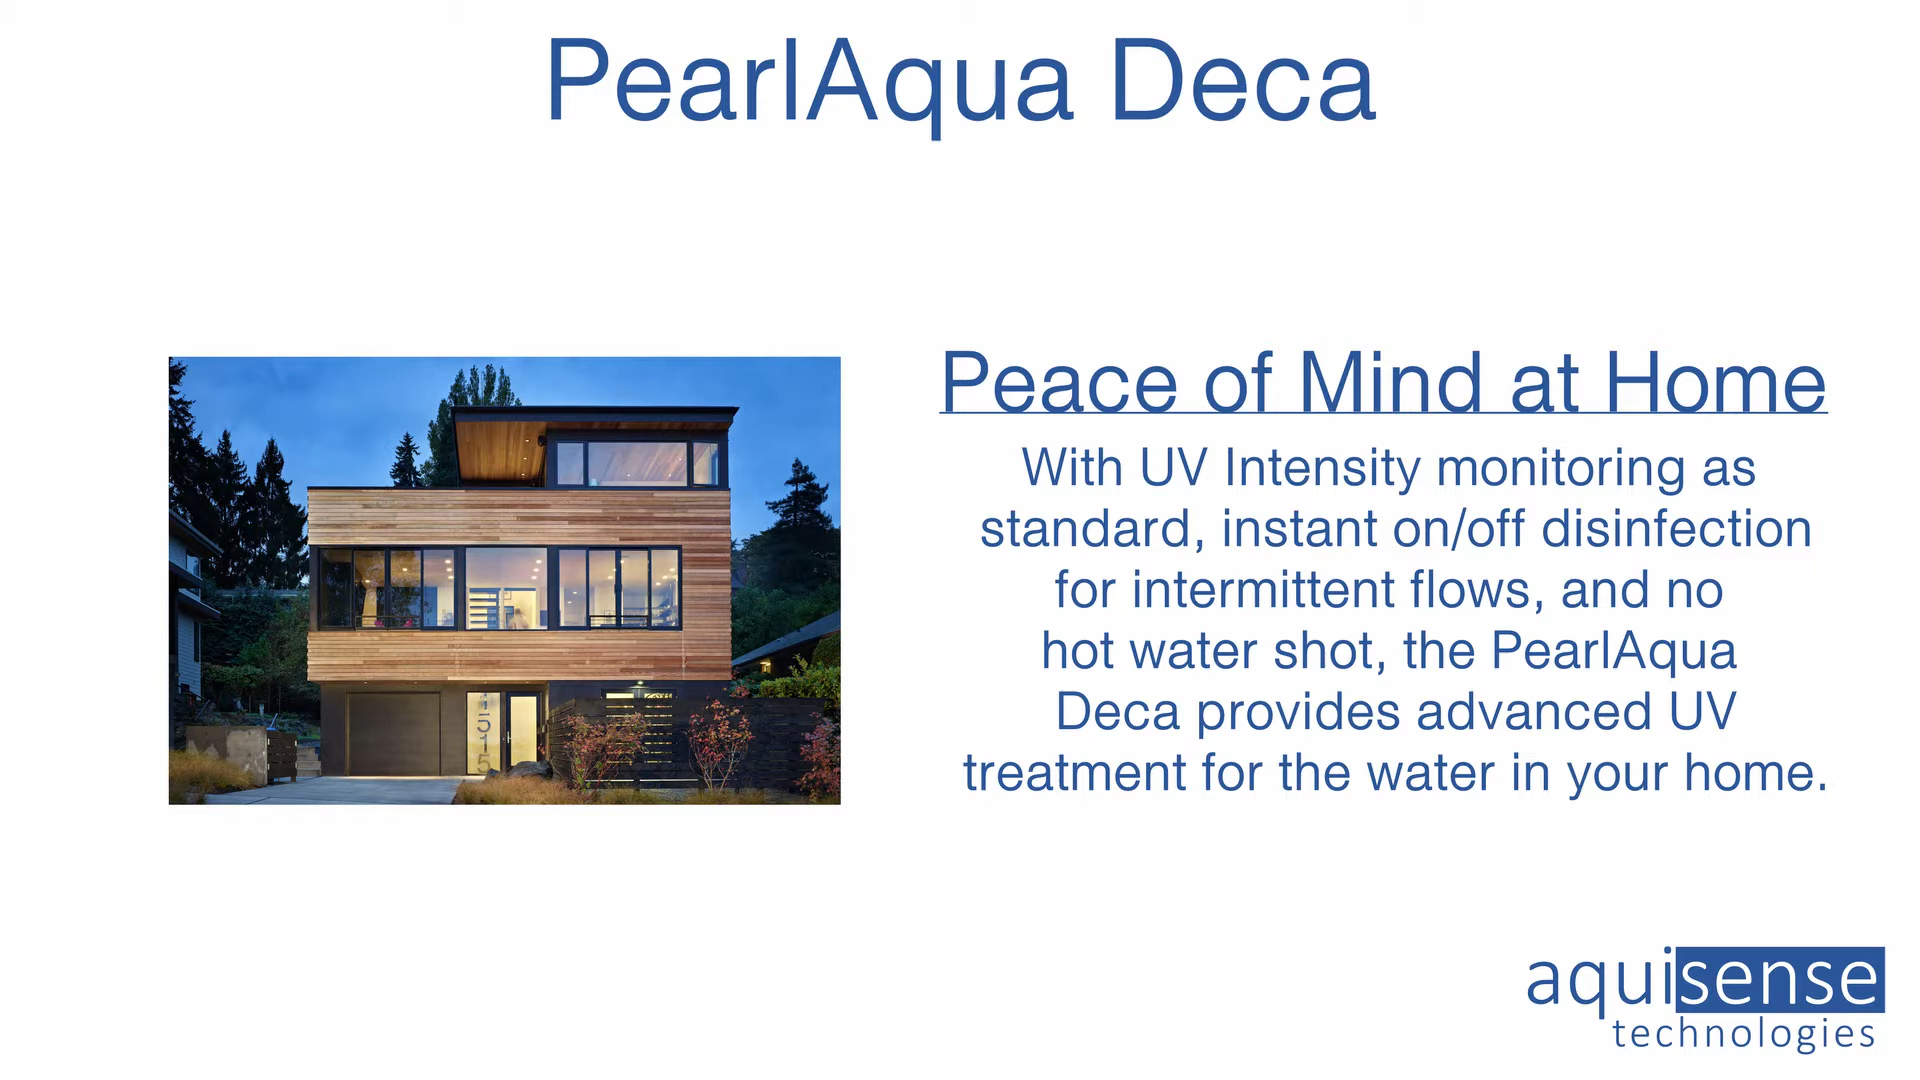 PearlAqua Deca
Peace of Mind at Home
With UV Intensity monitoring as
standard, instant on/off disinfection
for intermittent flows, and no
hot water shot, the PearlAqua
Deca provides advanced UV
treatment for the water in your home.
1515
aquisense
technologies